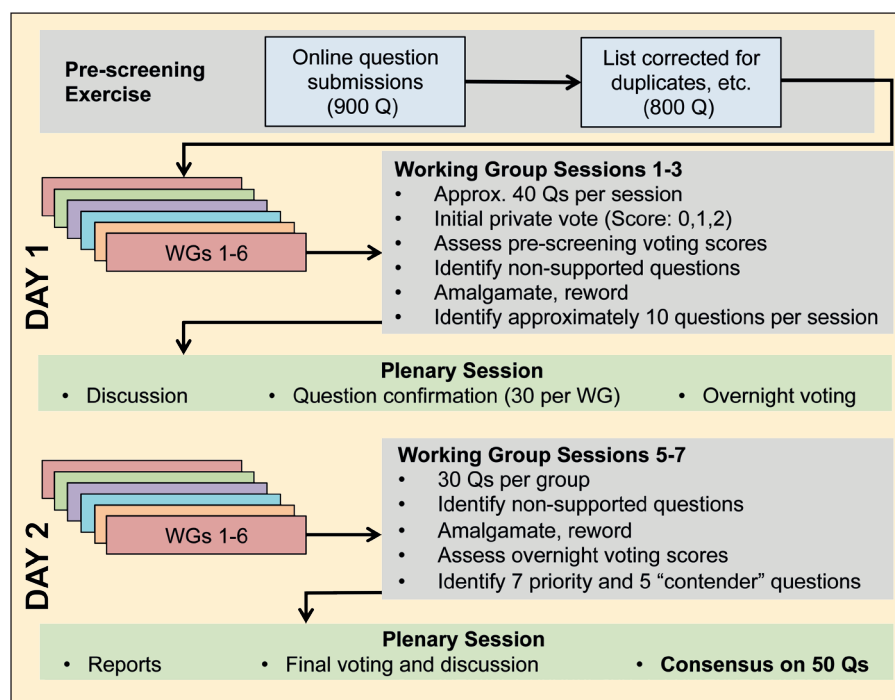 Pre-screening
Exercise
Online question
submissions
(900 Q)
List corrected for
duplicates, etc.
(800 Q)
DAY 1
WGs 1-6
Working Group Sessions 1-3
• Approx. 40 Qs per session
• Initial private vote (Score: 0,1,2)
• Assess pre-screening voting scores
• Identify non-supported questions
• Amalgamate, reword
• Identify approximately 10 questions per session
Plenary Session
• Discussion • Question confirmation (30 per WG) • Overnight voting
DAY 2
WGs 1-6
Working Group Sessions 5-7
• 30 Qs per group
• Identify non-supported questions
• Amalgamate, reword
• Assess overnight voting scores
• Identify 7 priority and 5 “contender” questions
Plenary Session
• Reports • Final voting and discussion • Consensus on 50 Qs